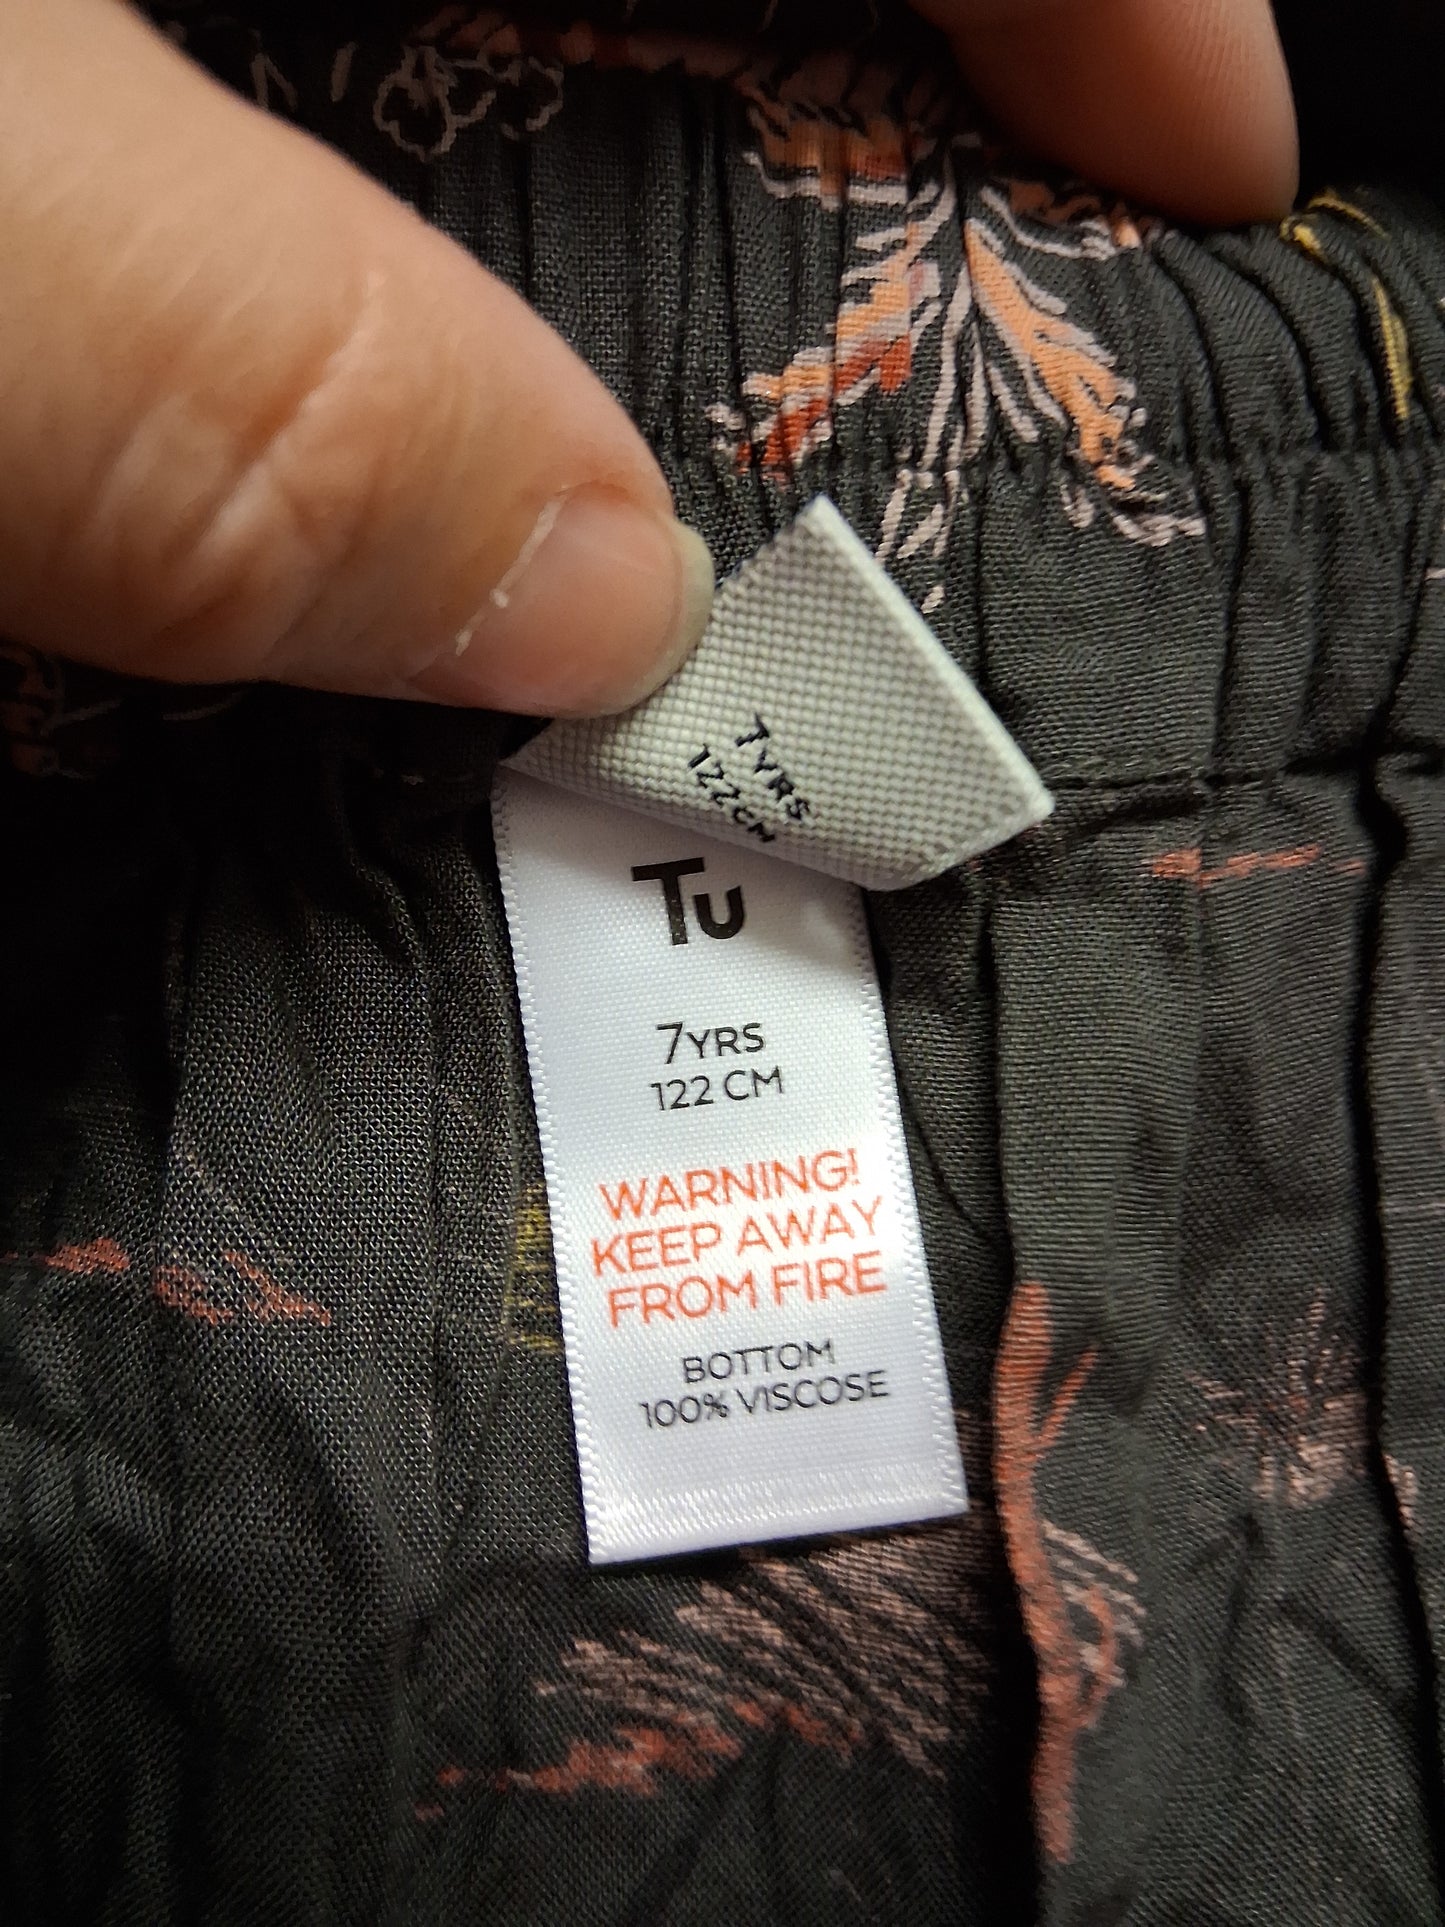 7YRS
122CM
TU
7YRS
122 CM
WARNING!
KEEP AWAY
FROM FIRE
BOTTOM
100% VISCOSE